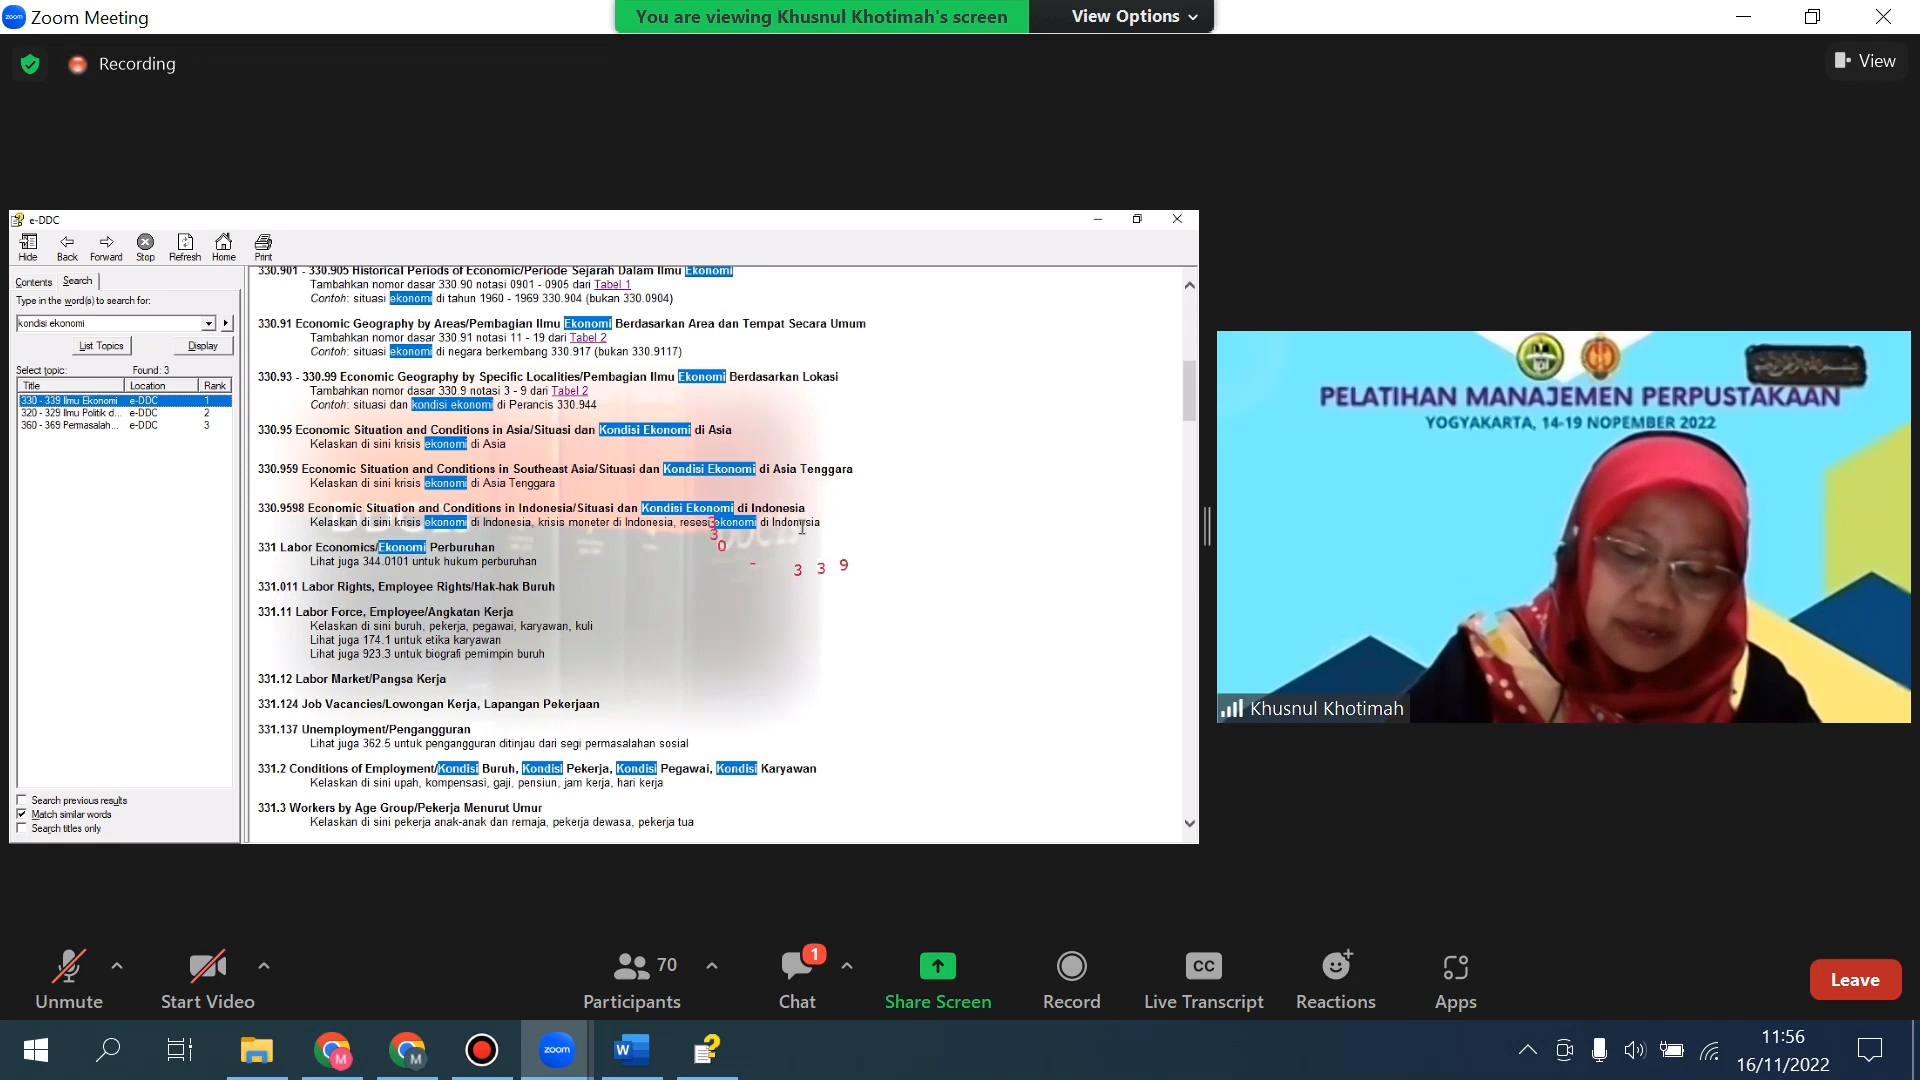 zoom Zoom Meeting
You are viewing Khusnul Khotimah's screen
View Options
Recording
View
e-DDC
Hide Back Forward Stop Refresh Home Print
Contents Search
Type in the word(s) to search for:
kondisi ekonomi
List Topics Display
Select topic: Found: 3
Title Location Rank
330 - 339 Ilmu Ekonomi e-DDC 1
320 - 329 Ilmu Politik d... e-DDC 2
360 - 369 Permasalah... e-DDC 3
Search previous results
Match similar words
Search titles only
330.901 - 330.905 Historical Periods of Economic/Periode Sejarah Dalam Ilmu Ekonomi
Tambahkan nomor dasar 330.90 notasi 0901 - 0905 dari Tabel 1
Contoh: situasi ekonomi di tahun 1960 - 1969 330.904 (bukan 330.0904)
330.91 Economic Geography by Areas/Pembagian Ilmu Ekonomi Berdasarkan Area dan Tempat Secara Umum
Tambahkan nomor dasar 330.91 notasi 11 - 19 dari Tabel 2
Contoh: situasi ekonomi di negara berkembang 330.917 (bukan 330.9117)
330.93 - 330.99 Economic Geography by Specific Localities/Pembagian Ilmu Ekonomi Berdasarkan Lokasi
Tambahkan nomor dasar 330.9 notasi 3 - 9 dari Tabel 2
Contoh: situasi dan kondisi ekonomi di Perancis 330.944
330.95 Economic Situation and Conditions in Asia/Situasi dan Kondisi Ekonomi di Asia
Kelaskan di sini krisis ekonomi di Asia
330.959 Economic Situation and Conditions in Southeast Asia/Situasi dan Kondisi Ekonomi di Asia Tenggara
Kelaskan di sini krisis ekonomi di Asia Tenggara
330.9598 Economic Situation and Conditions in Indonesia/Situasi dan Kondisi Ekonomi di Indonesia
Kelaskan di sini krisis ekonomi di Indonesia, krisis moneter di Indonesia, resesi ekonomi di Indonesia
3
3
0
- 3 3 9
331 Labor Economics/Ekonomi Perburuhan
Lihat juga 344.0101 untuk hukum perburuhan
331.011 Labor Rights, Employee Rights/Hak-hak Buruh
331.11 Labor Force, Employee/Angkatan Kerja
Kelaskan di sini buruh, pekerja, pegawai, karyawan, kuli
Lihat juga 174.1 untuk etika karyawan
Lihat juga 923.3 untuk biografi pemimpin buruh
331.12 Labor Market/Pangsa Kerja
331.124 Job Vacancies/Lowongan Kerja, Lapangan Pekerjaan
331.137 Unemployment/Pengangguran
Lihat juga 362.5 untuk pengangguran ditinjau dari segi permasalahan sosial
331.2 Conditions of Employment/Kondisi Buruh, Kondisi Pekerja, Kondisi Pegawai, Kondisi Karyawan
Kelaskan di sini upah, kompensasi, gaji, pensiun, jam kerja, hari kerja
331.3 Workers by Age Group/Pekerja Menurut Umur
Kelaskan di sini pekerja anak-anak dan remaja, pekerja dewasa, pekerja tua
PELATIHAN MANAJEMEN PERPUSTAKAAN
YOGYAKARTA, 14-19 NOPEMBER 2022
Khusnul Khotimah
Unmute
Start Video
70
Participants
1
Chat
Share Screen
Record
CC
Live Transcript
Reactions
Apps
Leave
M M zoom W
11:56
16/11/2022